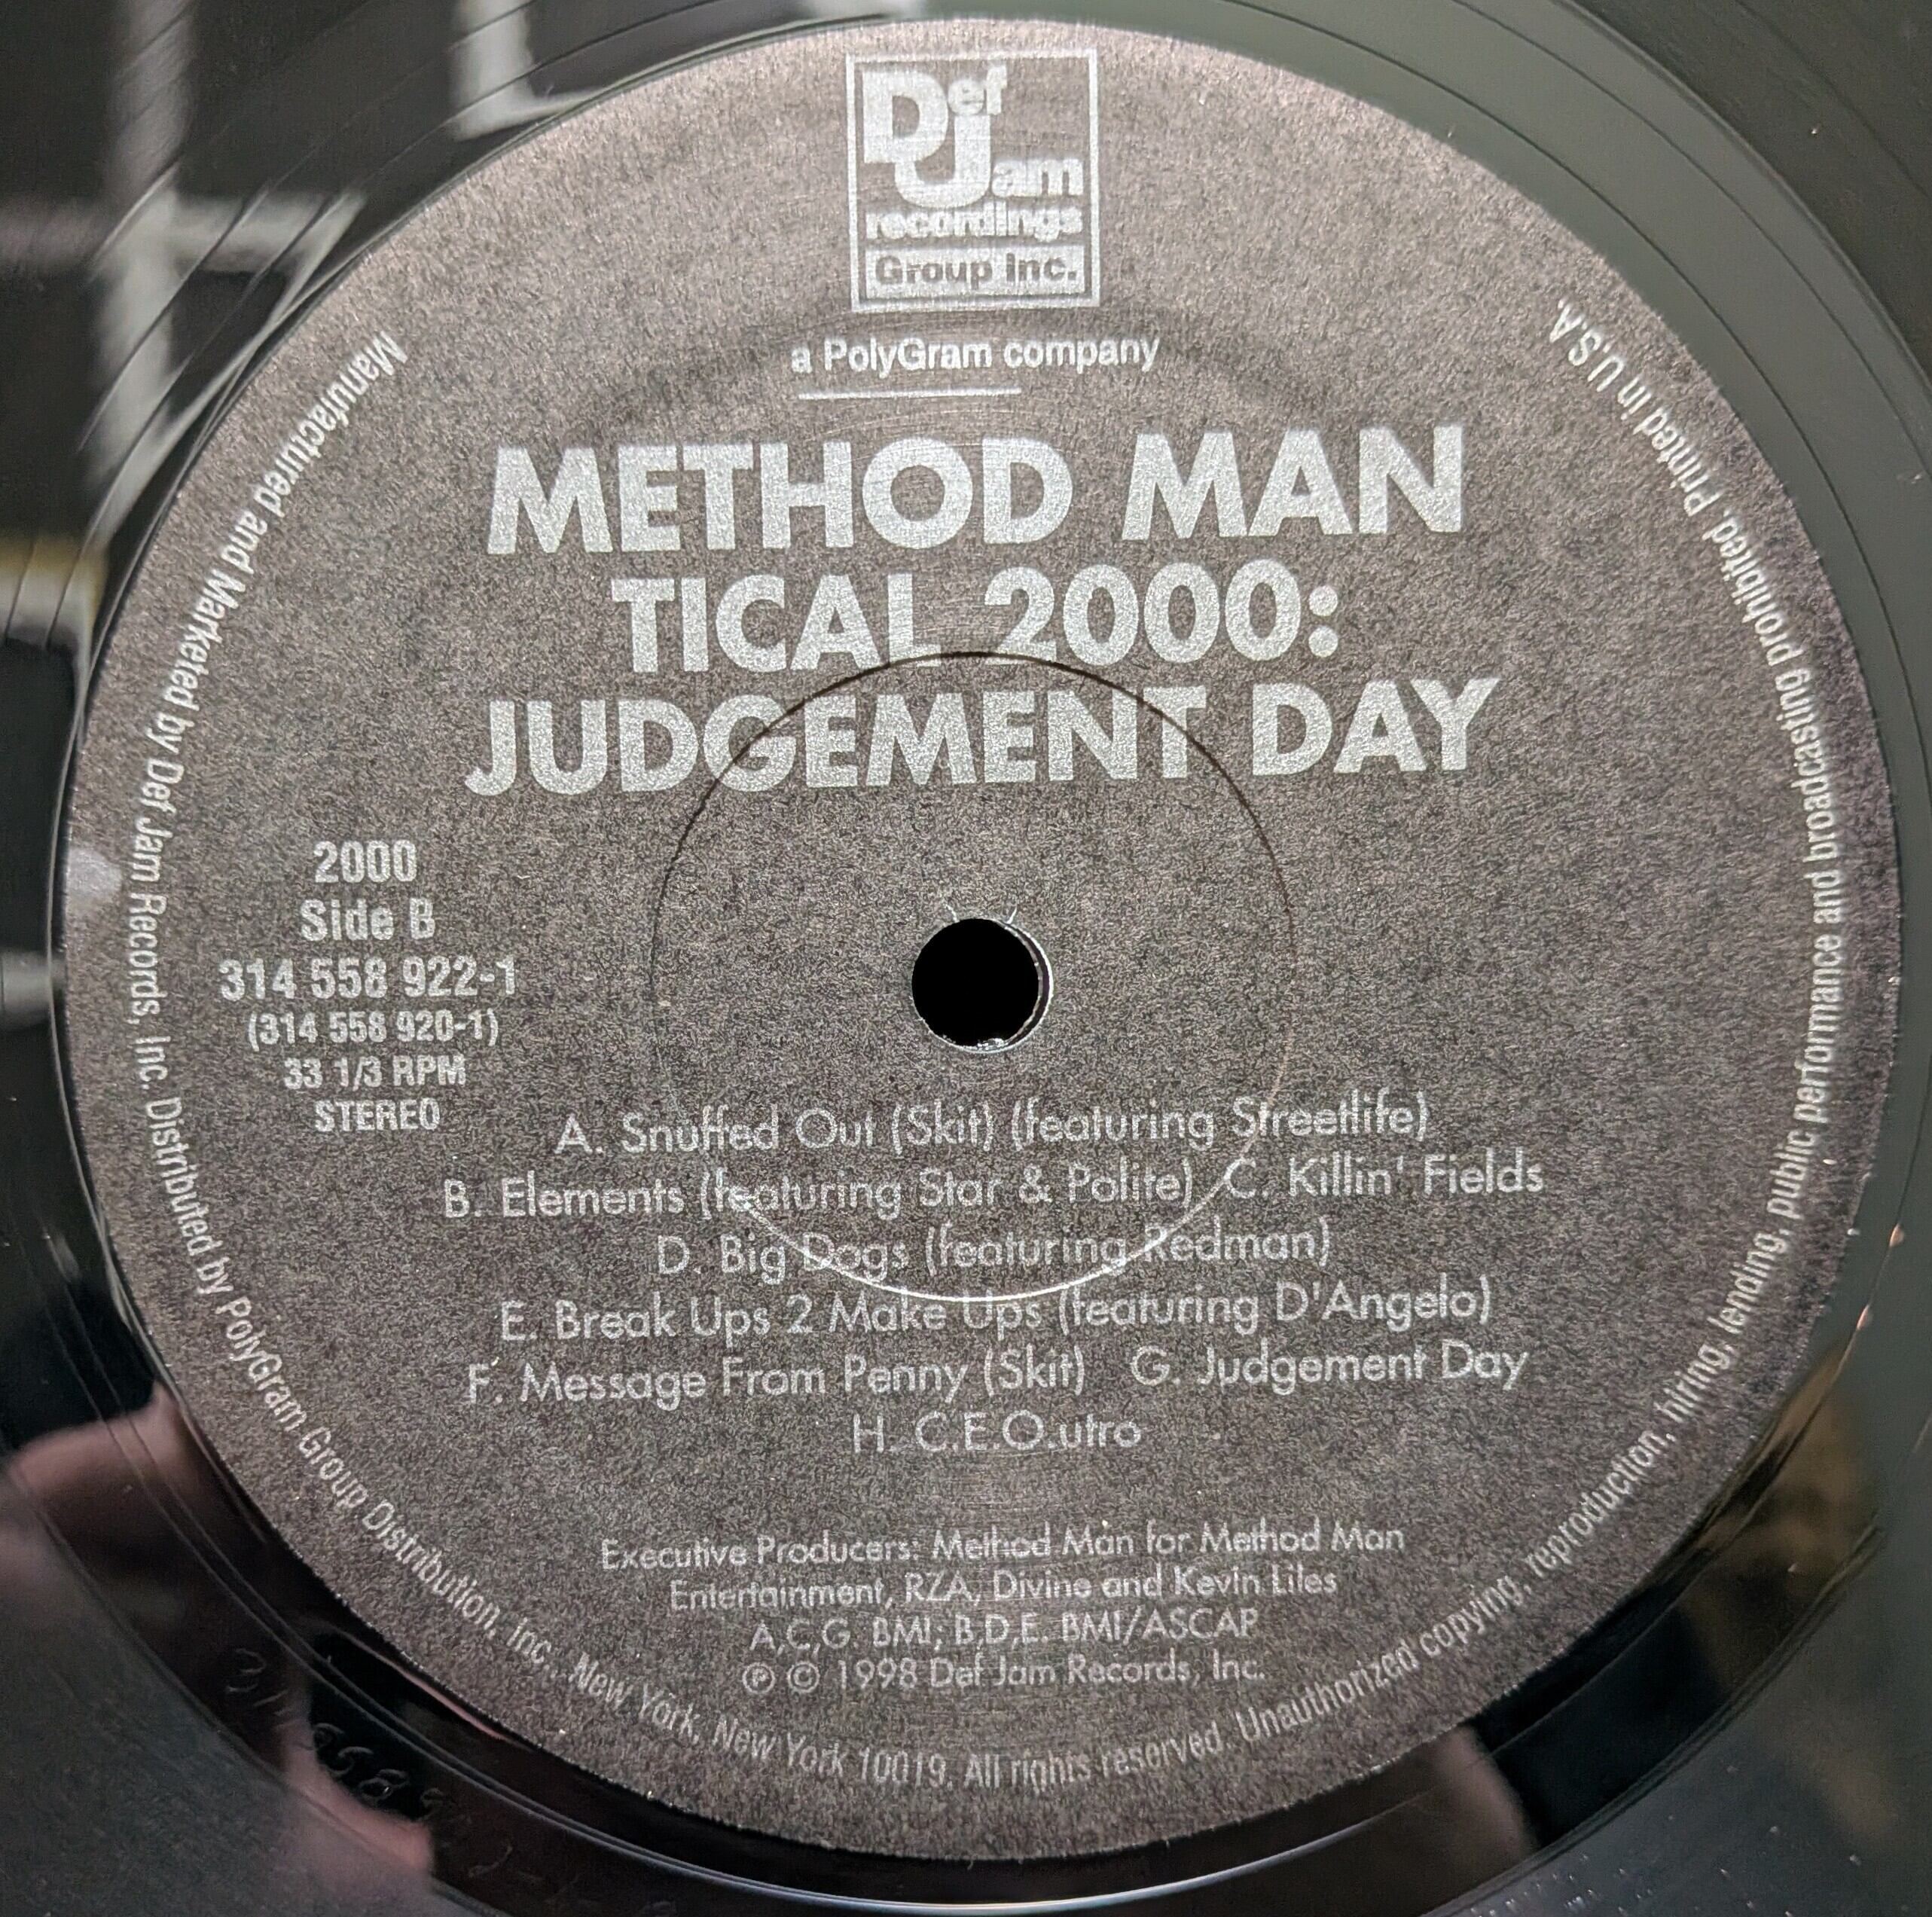 Def Jam
recordings
Group Inc.
a PolyGram company
METHOD MAN
TICAL 2000:
JUDGEMENT DAY
2000
Side B
314 558 922-1
(314 558 920-1)
33 1/3 RPM
STEREO
A. Snuffed Out (Skit) (featuring Streetlife)
B. Elements (featuring Star & Polite) C. Killin' Fields
D. Big Dogs (featuring Redman)
E. Break Ups 2 Make Ups (featuring D'Angelo)
F. Message From Penny (Skit) G. Judgement Day
H. C.E.O.utro
Executive Producers: Method Man for Method Man
Entertainment, RZA, Divine and Kevin Liles
A,C,G. BMI; B,D,E. BMI/ASCAP
℗ © 1998 Def Jam Records, Inc.
Manufactured and Marketed by Def Jam Records, Inc. Distributed by PolyGram Group Distribution, Inc., New York, New York 10019. All rights reserved. Unauthorized copying, reproduction, hiring, lending, public performance and broadcasting prohibited. Printed in U.S.A.